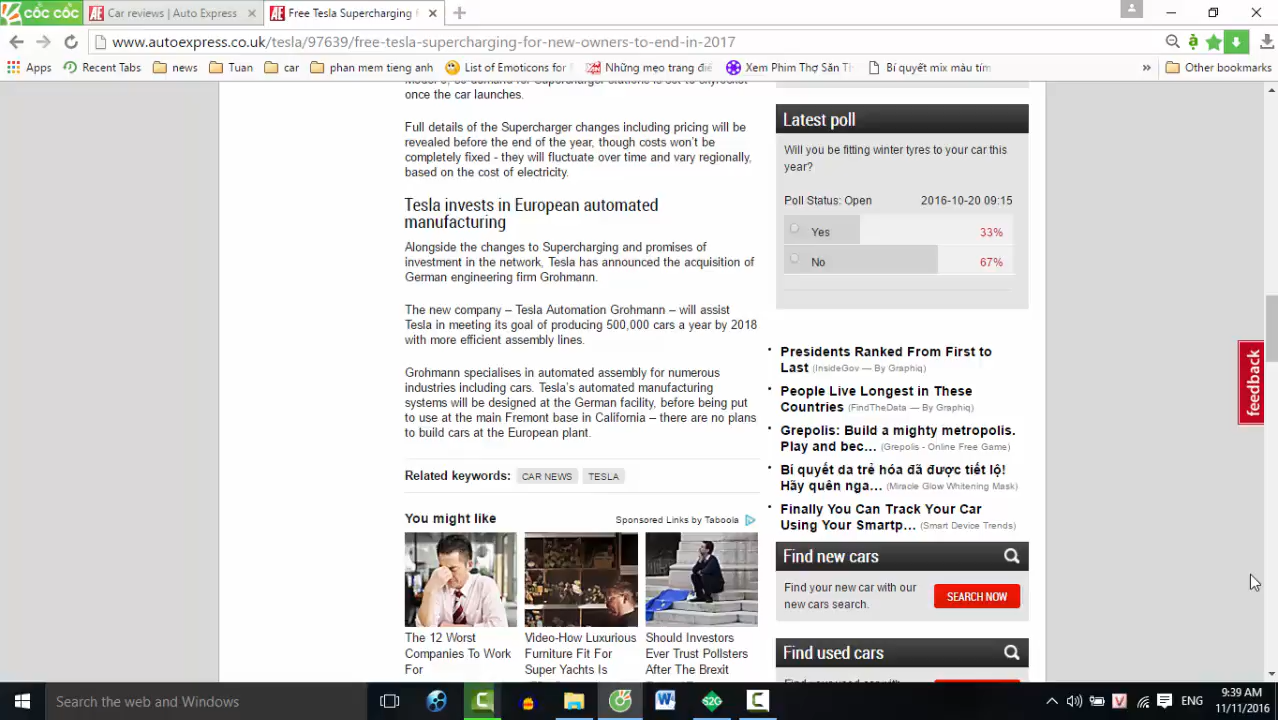 CỐC CỐC
Car reviews | Auto Express
Free Tesla Supercharging
www.autoexpress.co.uk/tesla/97639/free-tesla-supercharging-for-new-owners-to-end-in-2017
Apps
Recent Tabs
news
Tuan
car
phan mem tieng anh
List of Emoticons for
Những mẹo trang điể
Xem Phim Thợ Săn Th
Bí quyết mix màu tím
»
Other bookmarks
once the car launches.
Full details of the Supercharger changes including pricing will be
revealed before the end of the year, though costs won't be
completely fixed - they will fluctuate over time and vary regionally,
based on the cost of electricity.
Tesla invests in European automated
manufacturing
Alongside the changes to Supercharging and promises of
investment in the network, Tesla has announced the acquisition of
German engineering firm Grohmann.
The new company – Tesla Automation Grohmann – will assist
Tesla in meeting its goal of producing 500,000 cars a year by 2018
with more efficient assembly lines.
Grohmann specialises in automated assembly for numerous
industries including cars. Tesla's automated manufacturing
systems will be designed at the German facility, before being put
to use at the main Fremont base in California – there are no plans
to build cars at the European plant.
Related keywords: CAR NEWS TESLA
You might like
Sponsored Links by Taboola
The 12 Worst
Companies To Work
For
Video-How Luxurious
Furniture Fit For
Super Yachts Is
Should Investors
Ever Trust Pollsters
After The Brexit
Latest poll
Will you be fitting winter tyres to your car this
year?
Poll Status: Open 2016-10-20 09:15
Yes 33%
No 67%
Presidents Ranked From First to
Last (InsideGov — By Graphiq)
People Live Longest in These
Countries (FindTheData — By Graphiq)
Grepolis: Build a mighty metropolis.
Play and bec... (Grepolis - Online Free Game)
Bí quyết da trẻ hóa đã được tiết lộ!
Hãy quên nga... (Miracle Glow Whitening Mask)
Finally You Can Track Your Car
Using Your Smartp... (Smart Device Trends)
Find new cars
Find your new car with our
new cars search.
SEARCH NOW
Find used cars
feedback
Search the web and Windows
S2G
ENG
9:39 AM
11/11/2016